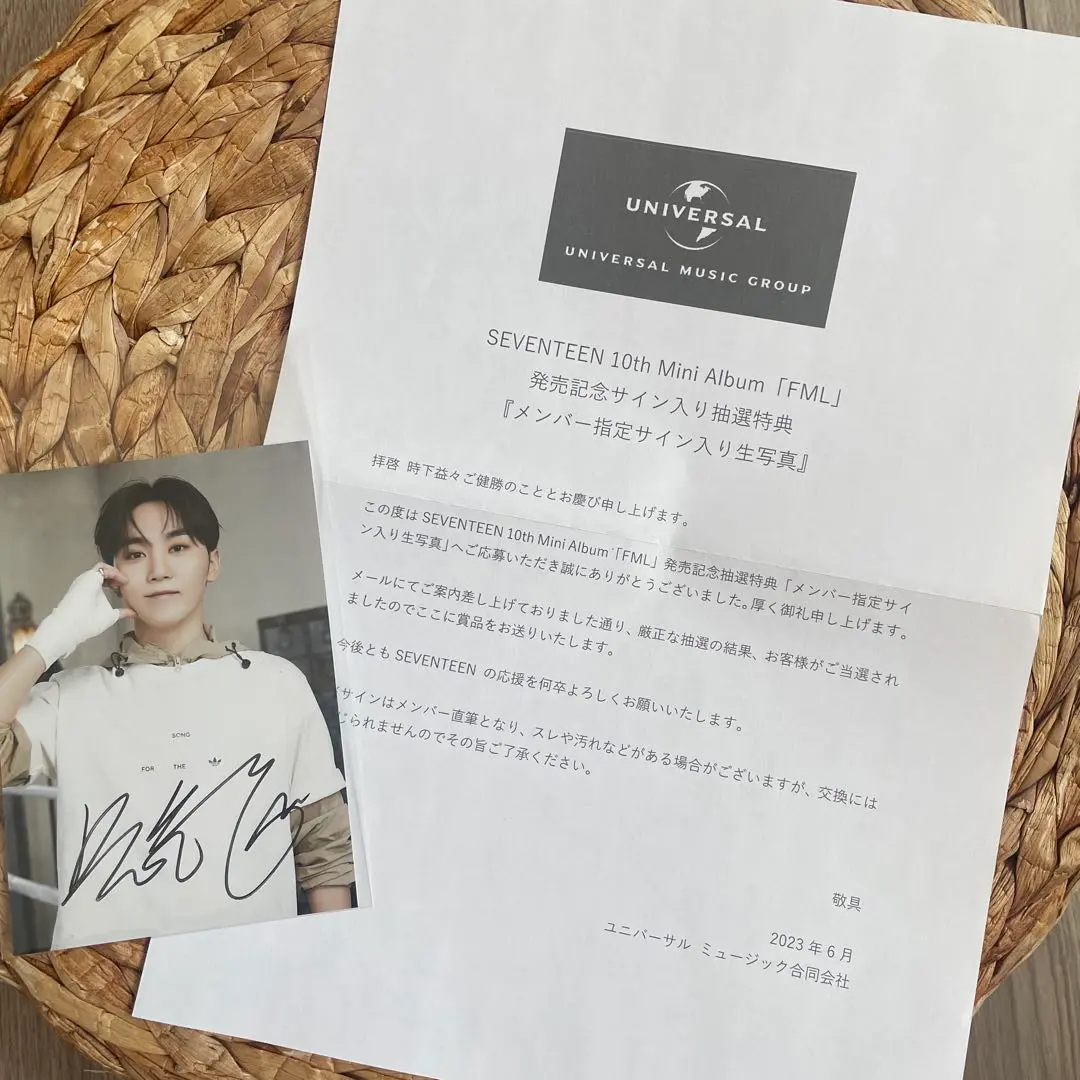 UNIVERSAL
UNIVERSAL MUSIC GROUP
SEVENTEEN 10th Mini Album「FML」
発売記念サイン入り抽選特典
『メンバー指定サイン入り生写真』
拝啓 時下益々ご健勝のこととお慶び申し上げます。
この度は SEVENTEEN 10th Mini Album「FML」発売記念抽選特典「メンバー指定サイ
ン入り生写真」へご応募いただき誠にありがとうございました。厚く御礼申し上げます。
メールにてご案内差し上げておりました通り、厳正な抽選の結果、お客様がご当選され
ましたのでここに賞品をお送りいたします。
今後とも SEVENTEEN の応援を何卒よろしくお願いいたします。
サインはメンバー直筆となり、スレや汚れなどがある場合がございますが、交換には
じられませんのでその旨ご了承ください。
敬具
2023 年 6 月
ユニバーサル ミュージック合同会社
SONG
FOR THE